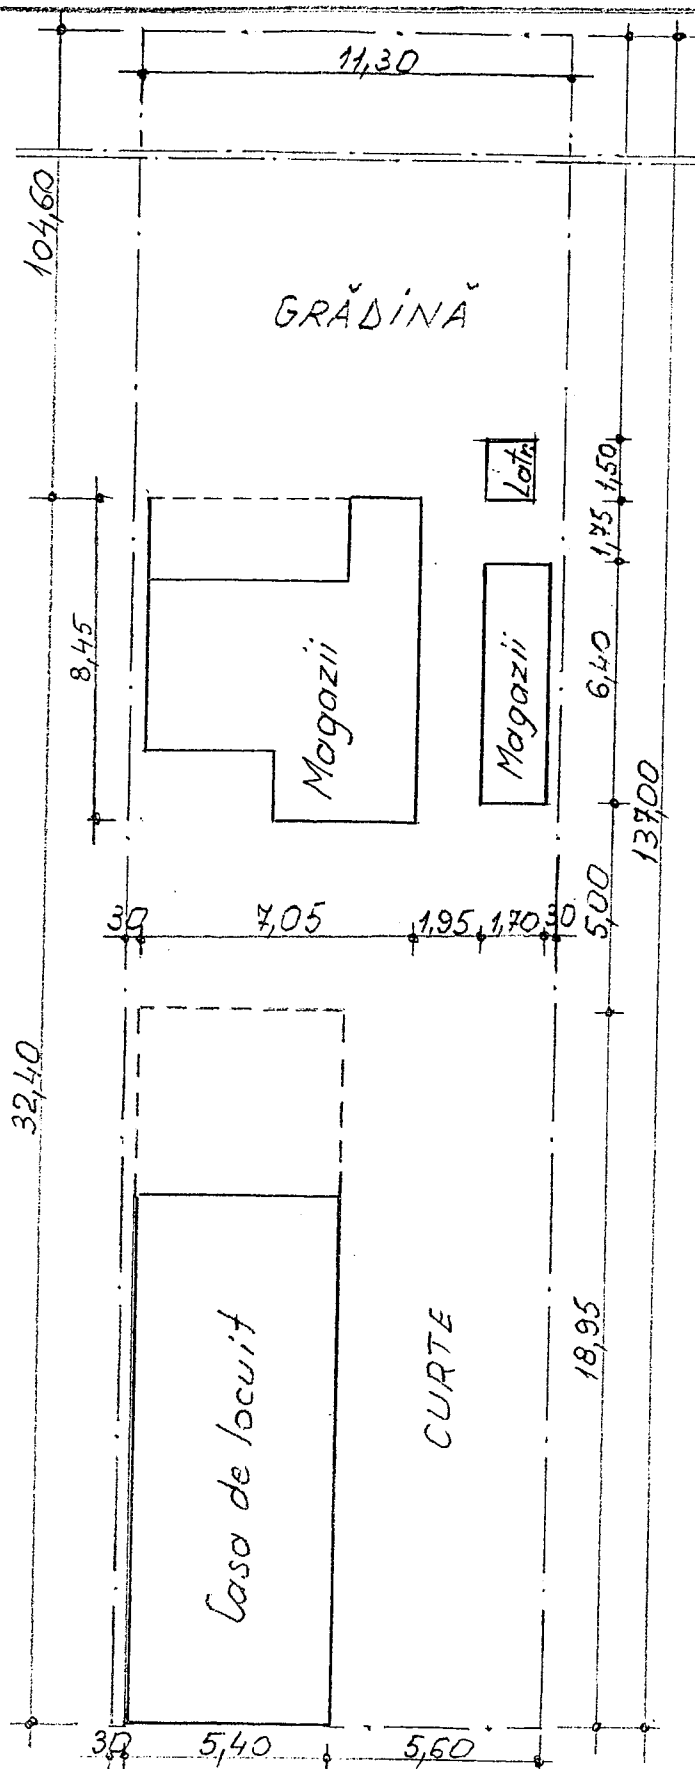 11,30
104,60
GRĂDINĂ
Latr.
1,50
1,75
8,45
Magazii
Magazii
6,40
137,00
5,00
30 7,05 1,95 1,70 30
32,40
18,95
Casa de locuit
CURTE
30 5,40 5,60